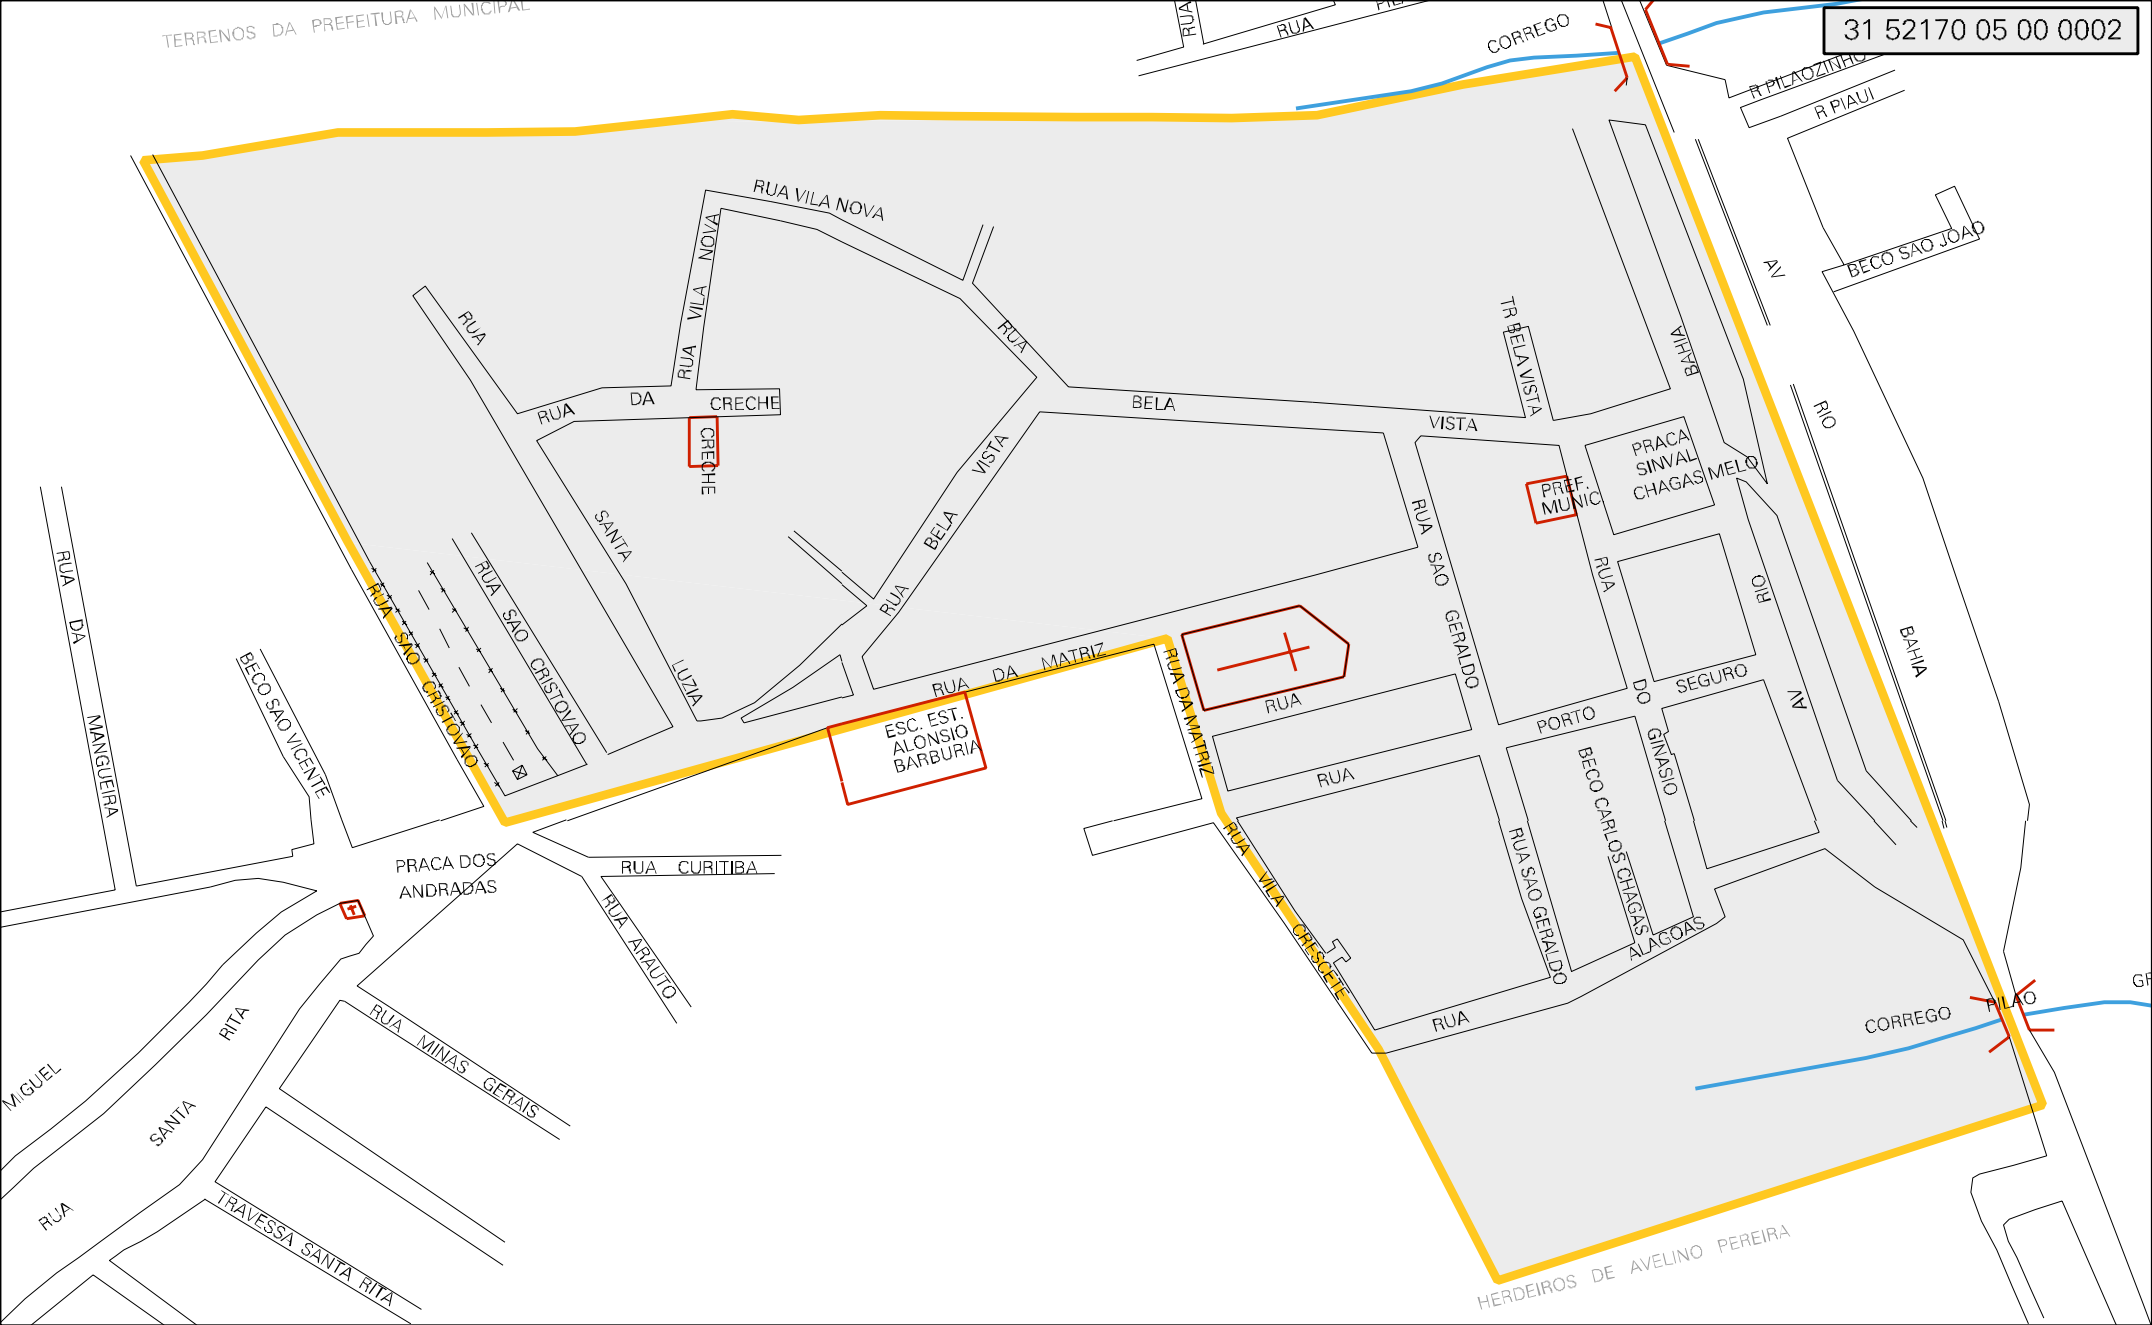 TERRENOS DA PREFEITURA MUNICIPAL
RUA
RUA
CORREGO
31 52170 05 00 0002
R PILAOZINHO
R PIAUI
BECO SAO JOAO
AV
RIO
BAHIA
RUA VILA NOVA
RUA VILA NOVA
RUA
RUA
DA
CRECHE
CRECHE
RUA
BELA
VISTA
TR BELA VISTA
BAHIA
PRACA
SINVAL
CHAGAS MELO
PREF.
MUNIC
RUA BELA VISTA
SANTA
LUZIA
RUA SAO CRISTOVAO
RUA SAO CRISTOVAO
RUA SAO GERALDO
RUA
DO
GINASIO
RIO
AV
RUA DA MATRIZ
RUA DA MATRIZ
ESC. EST.
ALONSIO
BARBURIA
RUA
PORTO
SEGURO
RUA
BECO CARLOS CHAGAS
RUA SAO GERALDO
RUA VILA CRESCETE
RUA
ALAGOAS
RUA DA MANGUEIRA
BECO SAO VICENTE
PRACA DOS
ANDRADAS
RUA CURITIBA
RUA ARAUTO
RUA MINAS GERAIS
MIGUEL
RUA SANTA RITA
TRAVESSA SANTA RITA
CORREGO
PILAO
HERDEIROS DE AVELINO PEREIRA